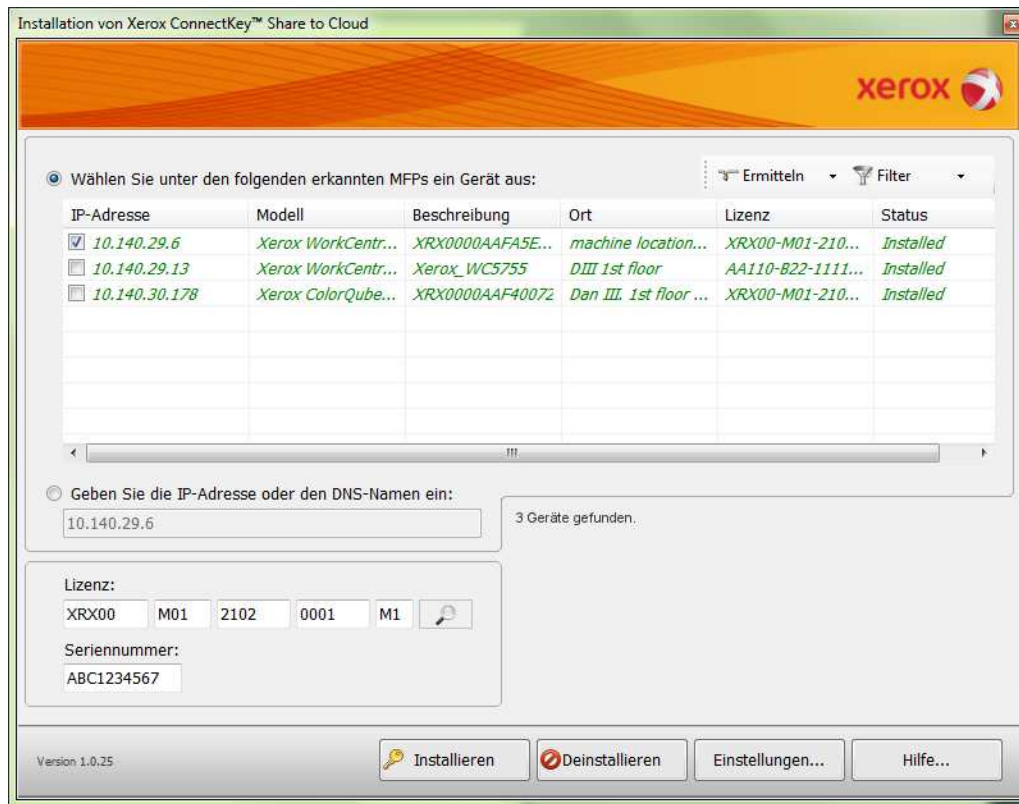 Installation von Xerox ConnectKey™ Share to Cloud
xerox
Wählen Sie unter den folgenden erkannten MFPs ein Gerät aus: Ermitteln Filter
IP-Adresse Modell Beschreibung Ort Lizenz Status
10.140.29.6 Xerox WorkCentr... XRX0000AAFA5E... machine location... XRX00-M01-210... Installed
10.140.29.13 Xerox WorkCentr... Xerox_WC5755 DIII 1st floor AA110-B22-1111... Installed
10.140.30.178 Xerox ColorQube... XRX0000AAF40072 Dan III. 1st floor ... XRX00-M01-210... Installed
Geben Sie die IP-Adresse oder den DNS-Namen ein:
10.140.29.6
3 Geräte gefunden.
Lizenz:
XRX00 M01 2102 0001 M1
Seriennummer:
ABC1234567
Version 1.0.25 Installieren Deinstallieren Einstellungen... Hilfe...